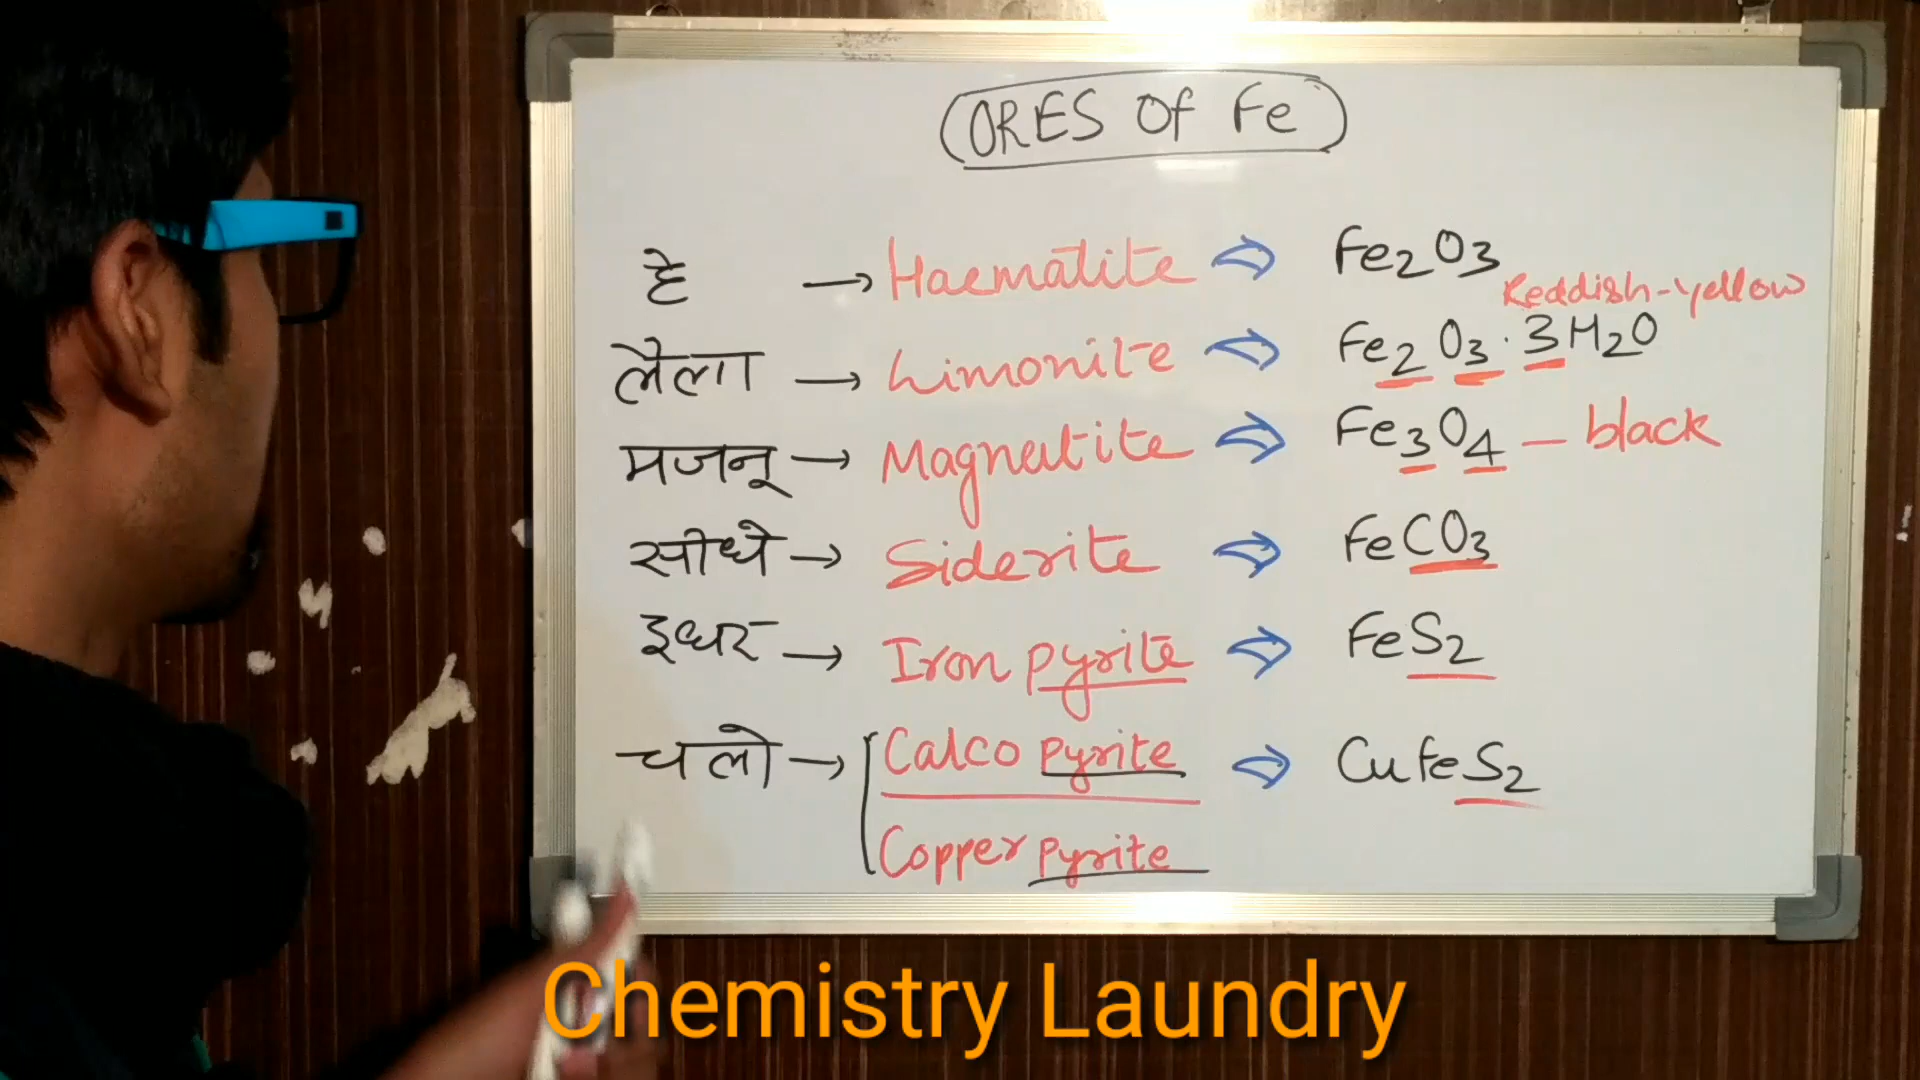 ORES Of Fe
हे → Haematite ⇨ Fe2O3
Reddish-yellow
लैला → Limonite ⇨ Fe2O3·3H2O
मजनू → Magneitite ⇨ Fe3O4 — black
सीधे → Siderite ⇨ FeCO3
इधर → Iron pyrite ⇨ FeS2
चलो → Calco pyrite ⇨ CuFeS2
Copper pyrite
Chemistry Laundry